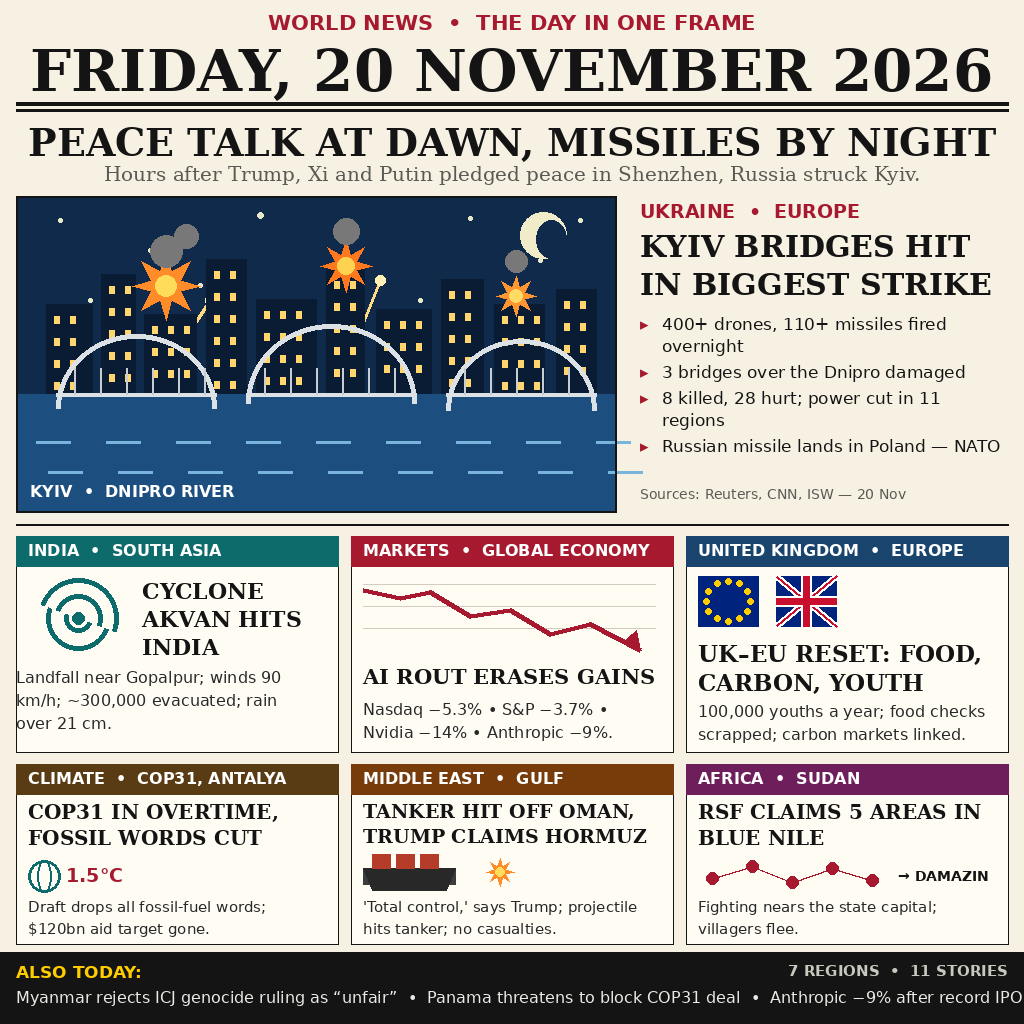 WORLD NEWS • THE DAY IN ONE FRAME
FRIDAY, 20 NOVEMBER 2026
PEACE TALK AT DAWN, MISSILES BY NIGHT
Hours after Trump, Xi and Putin pledged peace in Shenzhen, Russia struck Kyiv.
KYIV • DNIPRO RIVER
UKRAINE • EUROPE
KYIV BRIDGES HIT
IN BIGGEST STRIKE
▸ 400+ drones, 110+ missiles fired
overnight
▸ 3 bridges over the Dnipro damaged
▸ 8 killed, 28 hurt; power cut in 11
regions
▸ Russian missile lands in Poland — NATO
Sources: Reuters, CNN, ISW — 20 Nov
INDIA • SOUTH ASIA
CYCLONE
AKVAN HITS
INDIA
Landfall near Gopalpur; winds 90
km/h; ~300,000 evacuated; rain
over 21 cm.
MARKETS • GLOBAL ECONOMY
AI ROUT ERASES GAINS
Nasdaq −5.3% • S&P −3.7% •
Nvidia −14% • Anthropic −9%.
UNITED KINGDOM • EUROPE
UK–EU RESET: FOOD,
CARBON, YOUTH
100,000 youths a year; food checks
scrapped; carbon markets linked.
CLIMATE • COP31, ANTALYA
COP31 IN OVERTIME,
FOSSIL WORDS CUT
1.5°C
Draft drops all fossil-fuel words;
$120bn aid target gone.
MIDDLE EAST • GULF
TANKER HIT OFF OMAN,
TRUMP CLAIMS HORMUZ
'Total control,' says Trump; projectile
hits tanker; no casualties.
AFRICA • SUDAN
RSF CLAIMS 5 AREAS IN
BLUE NILE
→ DAMAZIN
Fighting nears the state capital;
villagers flee.
ALSO TODAY:
7 REGIONS • 11 STORIES
Myanmar rejects ICJ genocide ruling as “unfair” • Panama threatens to block COP31 deal • Anthropic −9% after record IPO